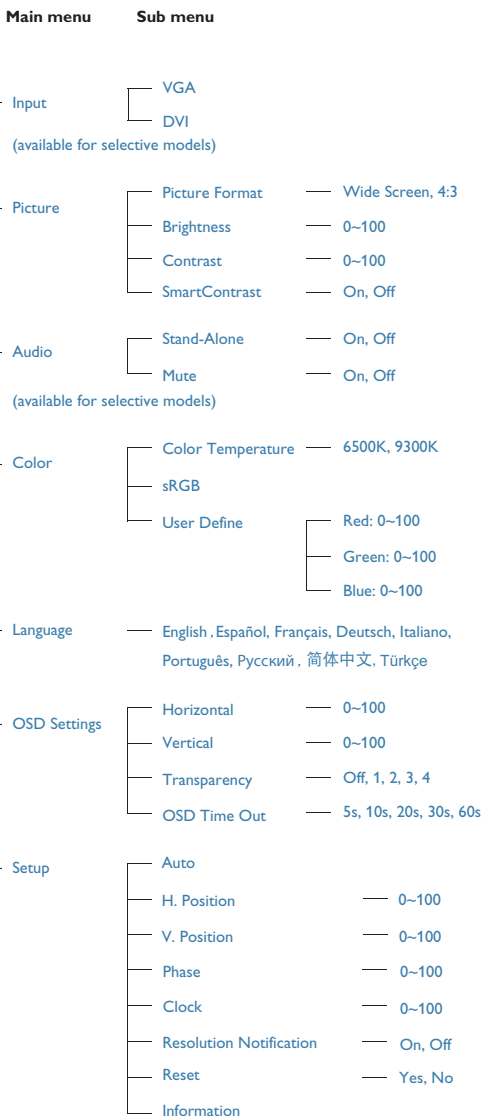 Main menu Sub menu
VGA
Input
DVI
(available for selective models)
Picture Format Wide Screen, 4:3
Picture
Brightness 0~100
Contrast 0~100
SmartContrast On, Off
Stand-Alone On, Off
Audio
Mute On, Off
(available for selective models)
Color Temperature 6500K, 9300K
Color
sRGB
User Define Red: 0~100
Green: 0~100
Blue: 0~100
Language English , Español, Français, Deutsch, Italiano,
Português, Русский , 简体中文, Türkçe
Horizontal 0~100
OSD Settings
Vertical 0~100
Transparency Off, 1, 2, 3, 4
OSD Time Out 5s, 10s, 20s, 30s, 60s
Auto
Setup
H. Position 0~100
V. Position 0~100
Phase 0~100
Clock 0~100
Resolution Notification On, Off
Reset Yes, No
Information